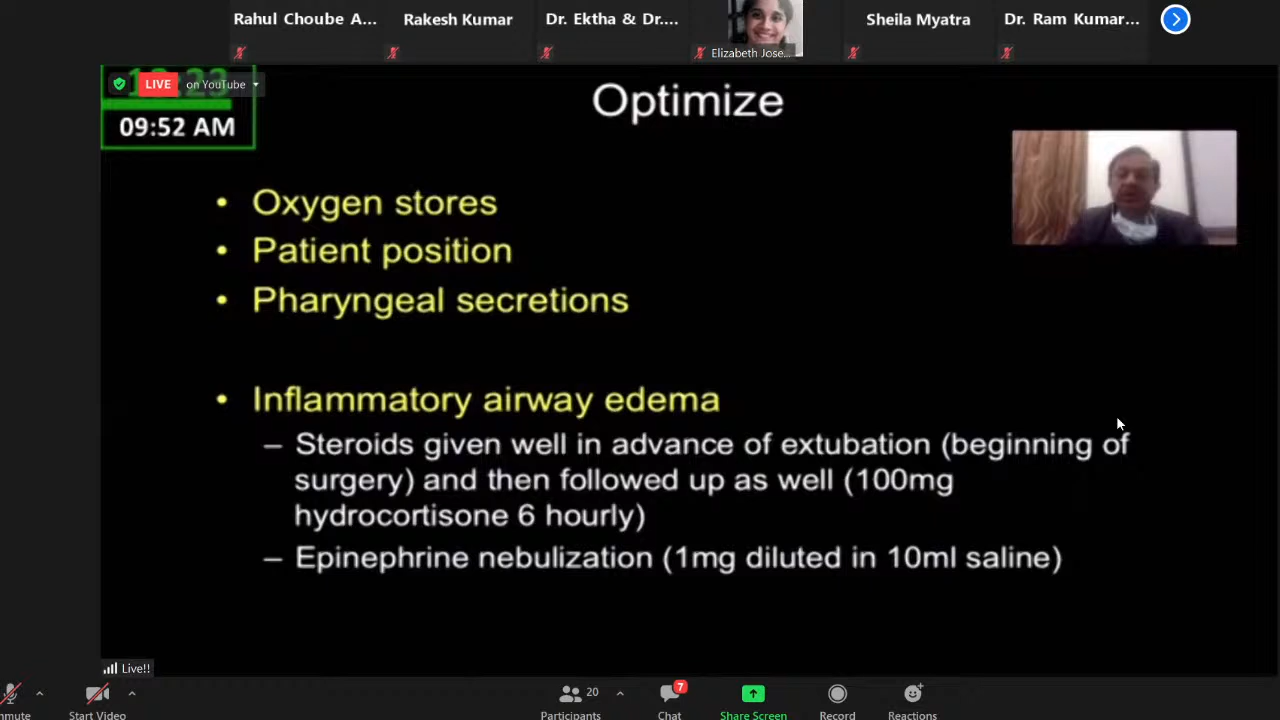 Rahul Choube A...
Rakesh Kumar
Dr. Ektha & Dr....
Elizabeth Jose...
Sheila Myatra
Dr. Ram Kumar...
LIVE
on YouTube
09:52 AM
Optimize
• Oxygen stores
• Patient position
• Pharyngeal secretions
• Inflammatory airway edema
– Steroids given well in advance of extubation (beginning of
surgery) and then followed up as well (100mg
hydrocortisone 6 hourly)
– Epinephrine nebulization (1mg diluted in 10ml saline)
Live!!
Start Video
20
Participants
7
Chat
Share Screen
Record
Reactions